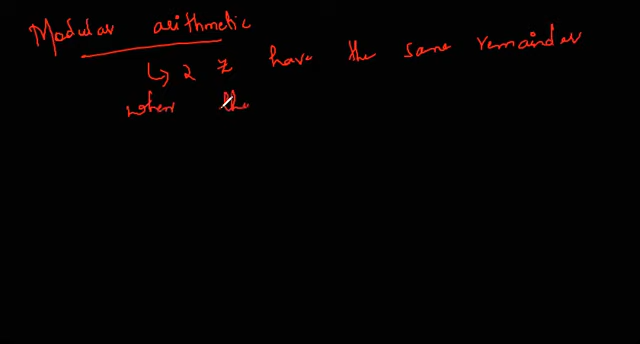 Modular arithmetic
↳ 2 Z have the same remainder
when the